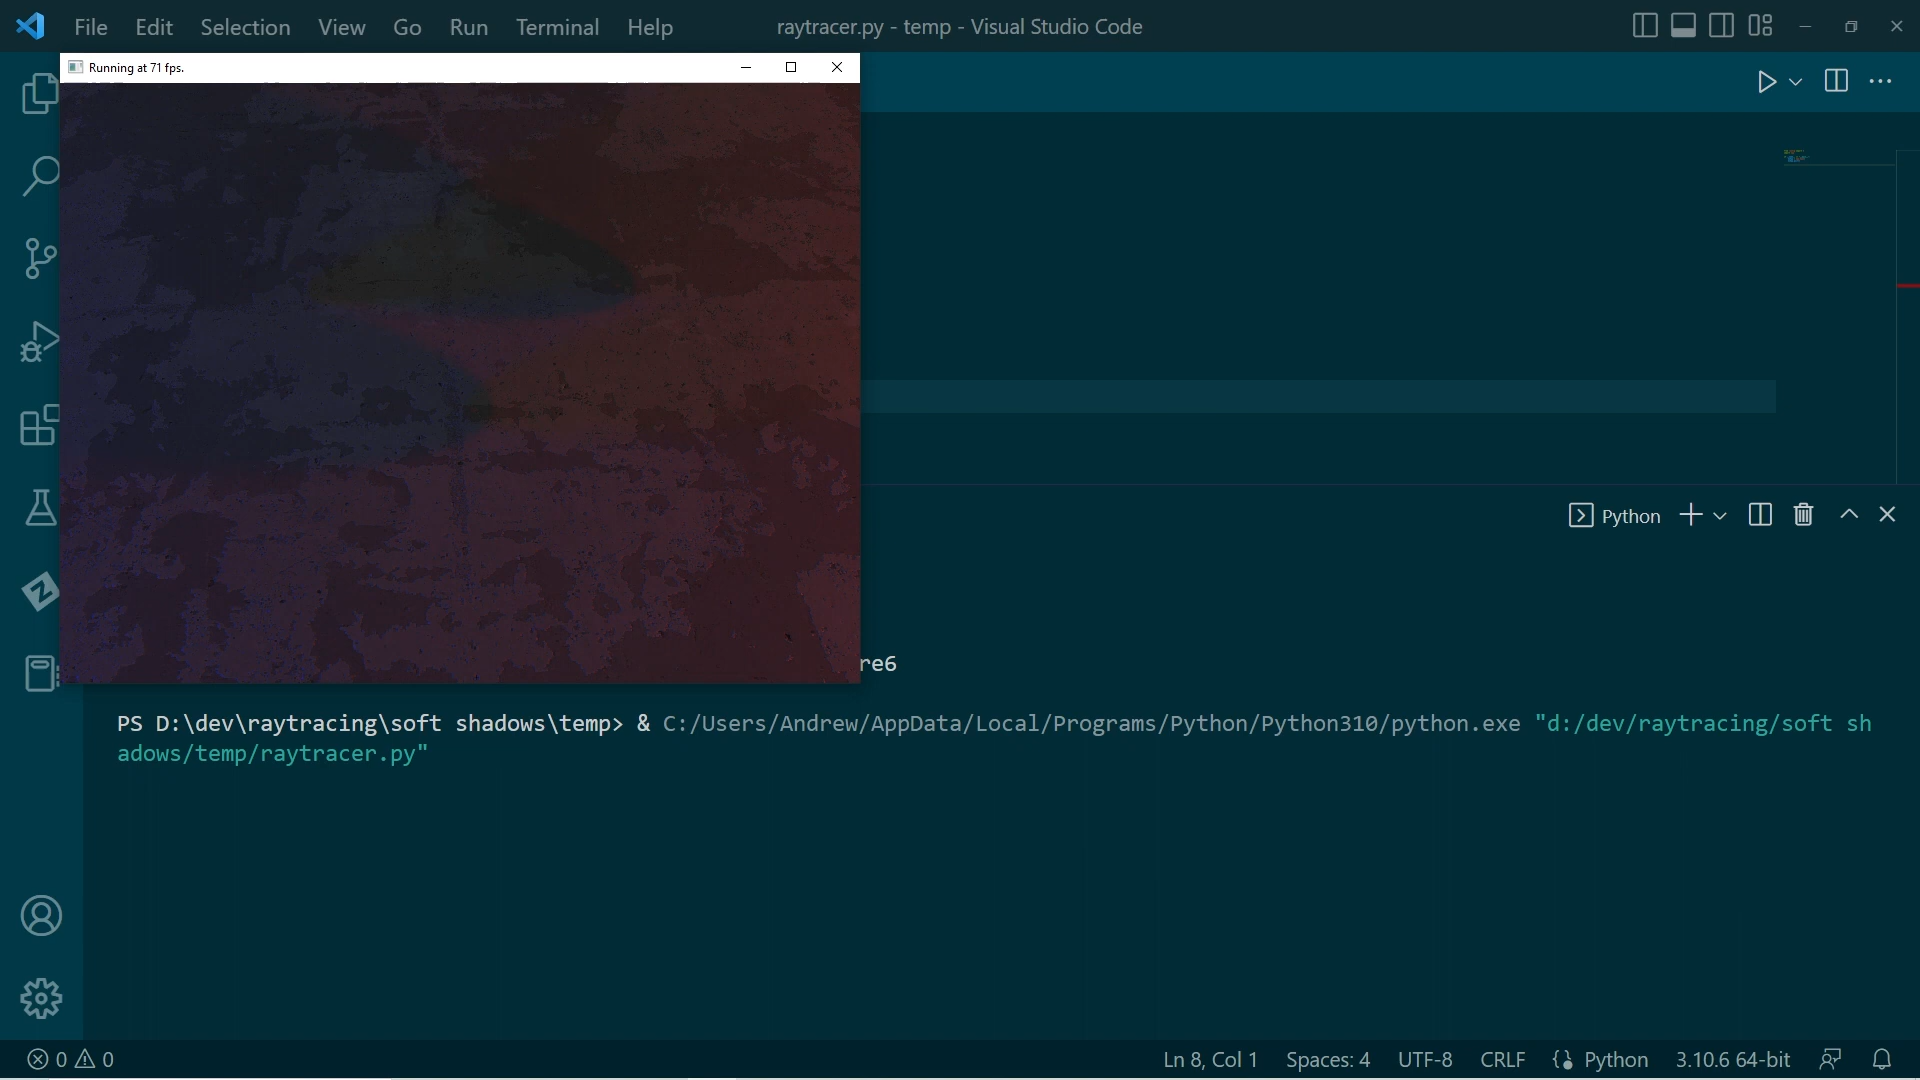 File Edit Selection View Go Run Terminal Help raytracer.py - temp - Visual Studio Code
Running at 71 fps.
Python
re6
PS D:\dev\raytracing\soft shadows\temp> & C:/Users/Andrew/AppData/Local/Programs/Python/Python310/python.exe "d:/dev/raytracing/soft sh
adows/temp/raytracer.py"
0 0 Ln 8, Col 1 Spaces: 4 UTF-8 CRLF {} Python 3.10.6 64-bit